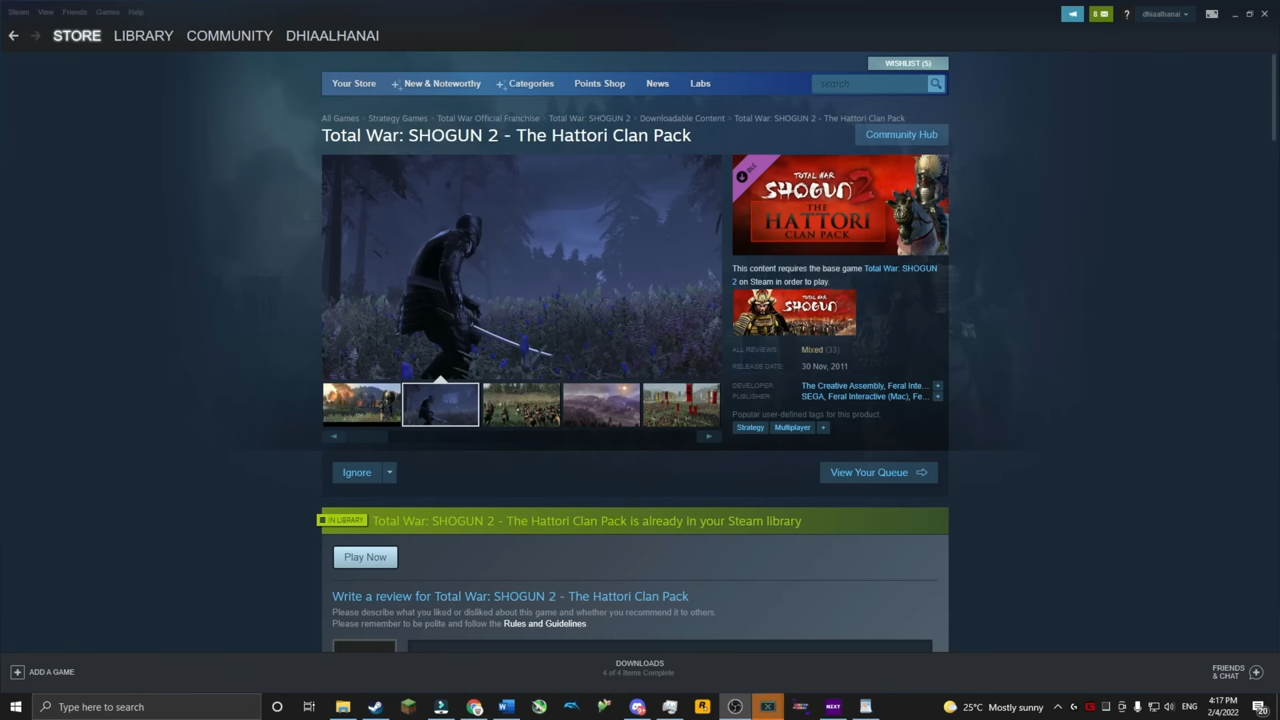 Steam View Friends Games Help
8
?
dhiaalhanai
STORE LIBRARY COMMUNITY DHIAALHANAI
WISHLIST (5)
Your Store New & Noteworthy Categories Points Shop News Labs search
All Games > Strategy Games > Total War Official Franchise > Total War: SHOGUN 2 > Downloadable Content > Total War: SHOGUN 2 - The Hattori Clan Pack
Total War: SHOGUN 2 - The Hattori Clan Pack
Community Hub
DLC
TOTAL WAR
SHOGUN 2
THE
HATTORI
CLAN PACK
This content requires the base game Total War: SHOGUN
2 on Steam in order to play.
TOTAL WAR
SHOGUN
ALL REVIEWS: Mixed (33)
RELEASE DATE: 30 Nov, 2011
DEVELOPER: The Creative Assembly, Feral Inte... +
PUBLISHER: SEGA, Feral Interactive (Mac), Fe... +
Popular user-defined tags for this product:
Strategy Multiplayer +
Ignore
View Your Queue
IN LIBRARY Total War: SHOGUN 2 - The Hattori Clan Pack is already in your Steam library
Play Now
Write a review for Total War: SHOGUN 2 - The Hattori Clan Pack
Please describe what you liked or disliked about this game and whether you recommend it to others.
Please remember to be polite and follow the Rules and Guidelines.
+ ADD A GAME
DOWNLOADS
4 of 4 Items Complete
FRIENDS
& CHAT +
Type here to search
NEXT
25°C Mostly sunny
ENG
4:17 PM
2/4/2022
20